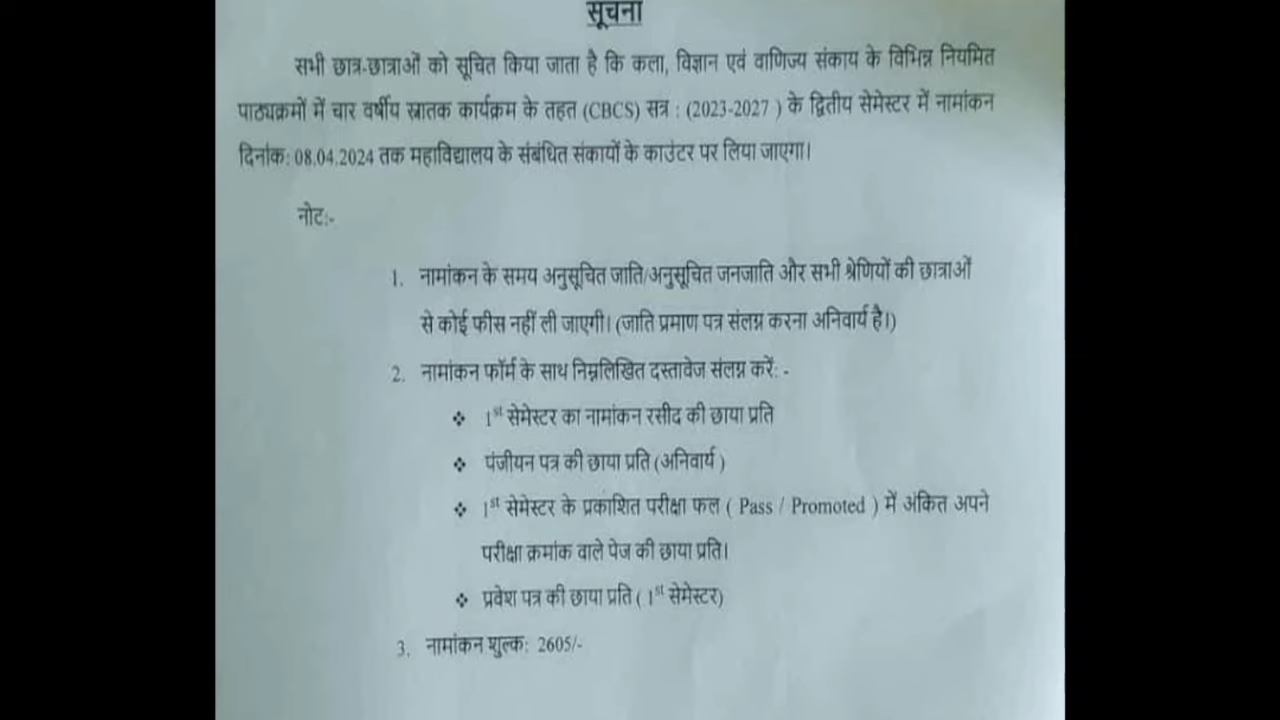 सूचना
सभी छात्र-छात्राओं को सूचित किया जाता है कि कला, विज्ञान एवं वाणिज्य संकाय के विभिन्न नियमित
पाठ्यक्रमों में चार वर्षीय स्नातक कार्यक्रम के तहत (CBCS) सत्र : (2023-2027 ) के द्वितीय सेमेस्टर में नामांकन
दिनांक: 08.04.2024 तक महाविद्यालय के संबंधित संकायों के काउंटर पर लिया जाएगा।
नोट:-
1. नामांकन के समय अनुसूचित जाति/अनुसूचित जनजाति और सभी श्रेणियों की छात्राओं
से कोई फीस नहीं ली जाएगी। (जाति प्रमाण पत्र संलग्न करना अनिवार्य है।)
2. नामांकन फॉर्म के साथ निम्नलिखित दस्तावेज संलग्न करें: -
❖ 1st सेमेस्टर का नामांकन रसीद की छाया प्रति
❖ पंजीयन पत्र की छाया प्रति (अनिवार्य )
❖ 1st सेमेस्टर के प्रकाशित परीक्षा फल ( Pass / Promoted ) में अंकित अपने
परीक्षा क्रमांक वाले पेज की छाया प्रति।
❖ प्रवेश पत्र की छाया प्रति ( 1st सेमेस्टर)
3. नामांकन शुल्क: 2605/-